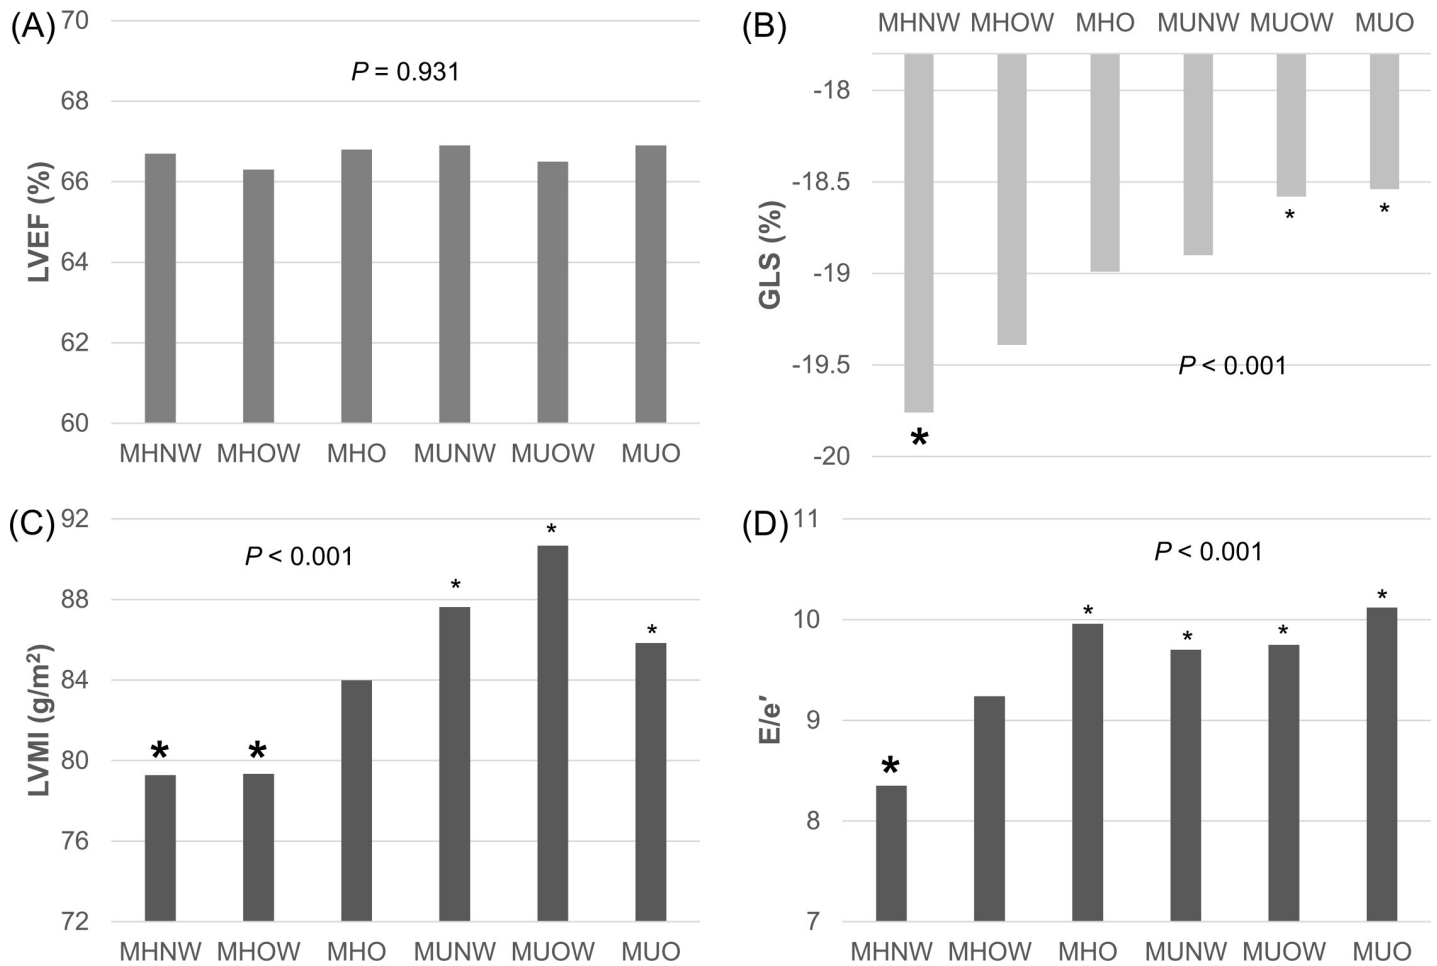 (A)
70
68
66
64
62
60
LVEF (%)
P = 0.931
MHNW MHOW MHO MUNW MUOW MUO
(B)
MHNW MHOW MHO MUNW MUOW MUO
-18
-18.5
-19
-19.5
-20
GLS (%)
* * *
P < 0.001
(C)
92
88
84
80
76
72
LVMI (g/m²)
P < 0.001
* * * * *
MHNW MHOW MHO MUNW MUOW MUO
(D)
11
10
9
8
7
E/e′
P < 0.001
* * * * *
MHNW MHOW MHO MUNW MUOW MUO